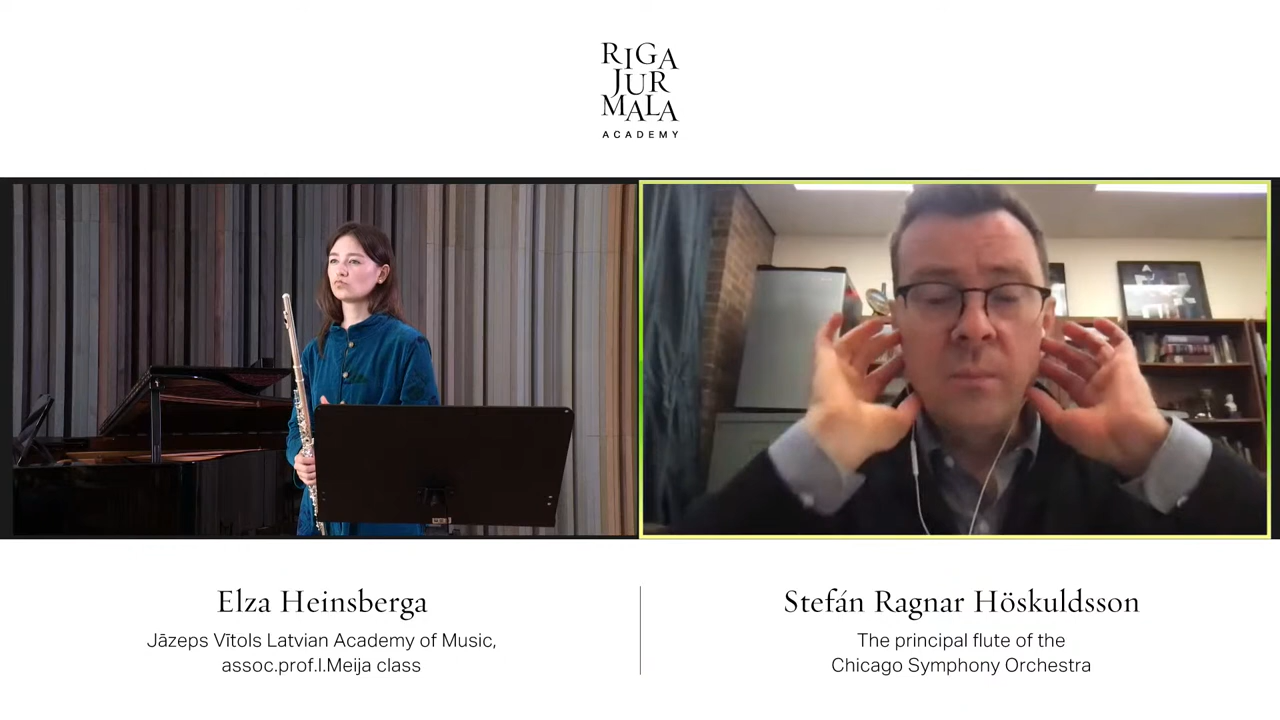 RIGA
JUR
MALA
ACADEMY
Elza Heinsberga
Jāzeps Vītols Latvian Academy of Music,
assoc.prof.I.Meija class
Stefán Ragnar Höskuldsson
The principal flute of the
Chicago Symphony Orchestra